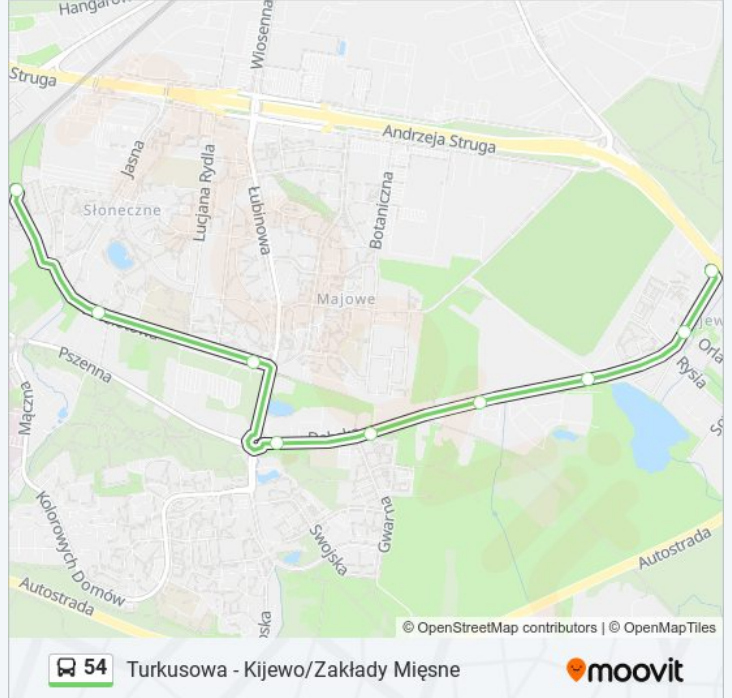 Hangarow
Wiosenna
Struga
Andrzeja Struga
Jasna
Lucjana Rydla
Łubinowa
Botaniczna
Słoneczne
Majowe
Pszenna
Mączna
Orla
Rysia
Kolorowych Domów
Swojska
Gwarna
Autostrada
Autostrada
© OpenStreetMap contributors | © OpenMapTiles
54 Turkusowa - Kijewo/Zakłady Mięsne
moovit